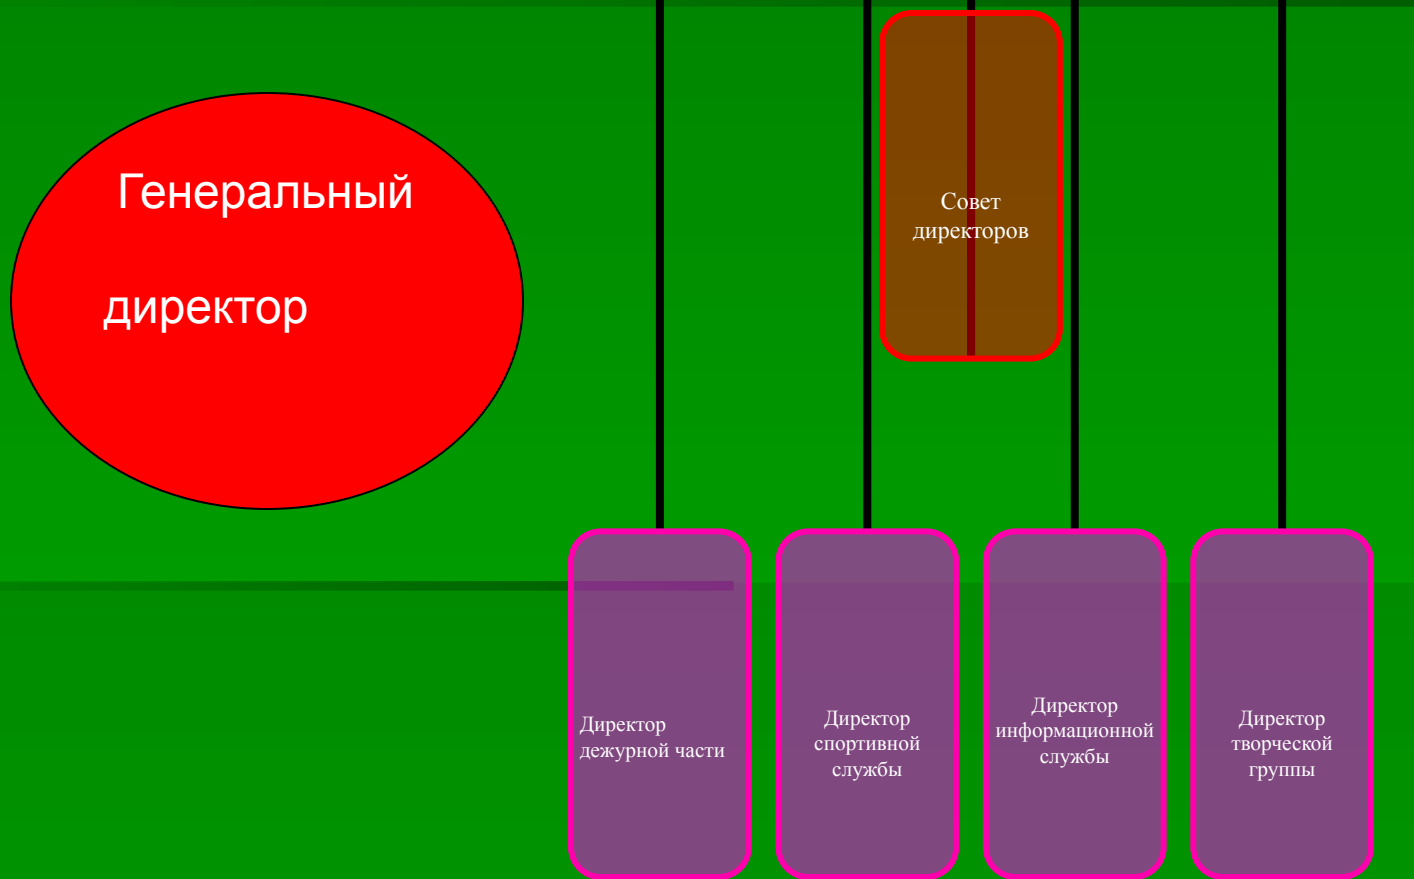 Генеральный
директор
Совет
директоров
Директор
дежурной части
Директор
спортивной
службы
Директор
информационной
службы
Директор
творческой
группы